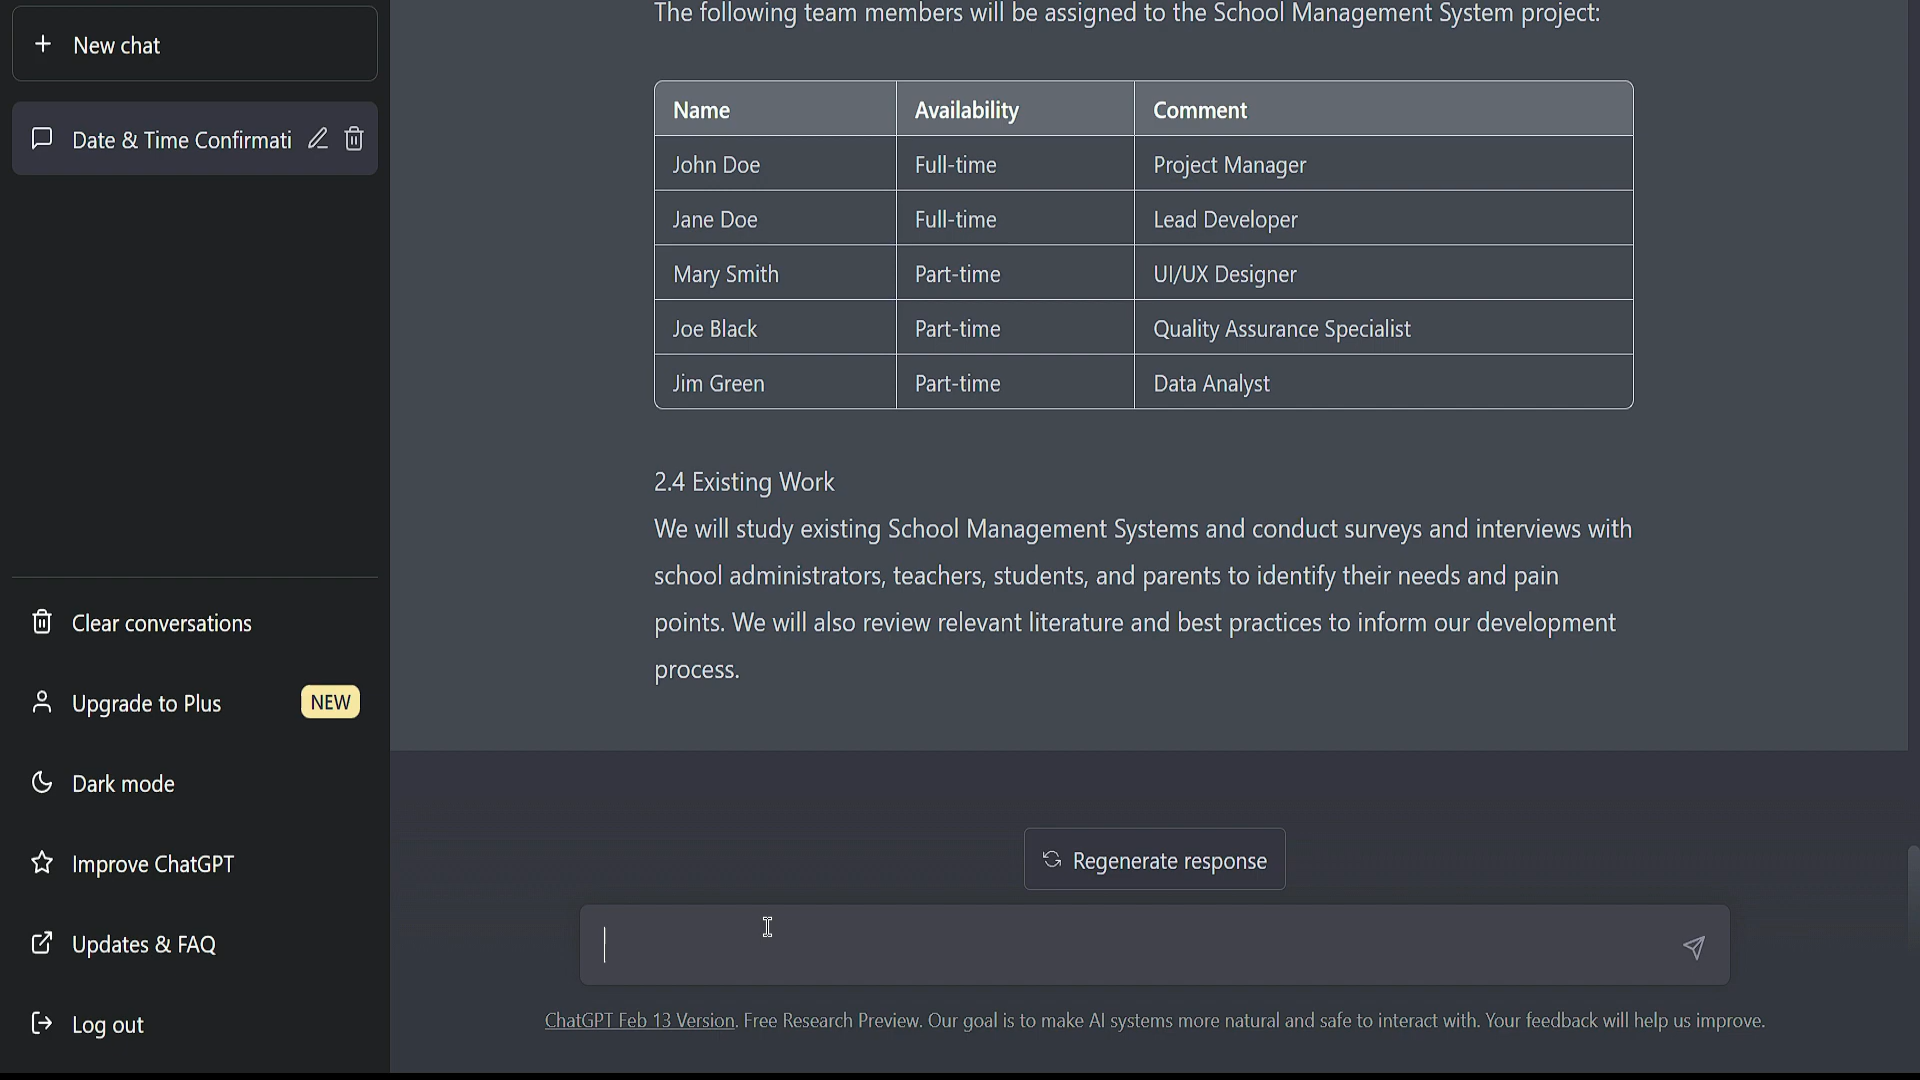 New chat
Date & Time Confirmati
Clear conversations
Upgrade to Plus NEW
Dark mode
Improve ChatGPT
Updates & FAQ
Log out
The following team members will be assigned to the School Management System project:
Name Availability Comment
John Doe Full-time Project Manager
Jane Doe Full-time Lead Developer
Mary Smith Part-time UI/UX Designer
Joe Black Part-time Quality Assurance Specialist
Jim Green Part-time Data Analyst
2.4 Existing Work
We will study existing School Management Systems and conduct surveys and interviews with
school administrators, teachers, students, and parents to identify their needs and pain
points. We will also review relevant literature and best practices to inform our development
process.
Regenerate response
ChatGPT Feb 13 Version. Free Research Preview. Our goal is to make AI systems more natural and safe to interact with. Your feedback will help us improve.